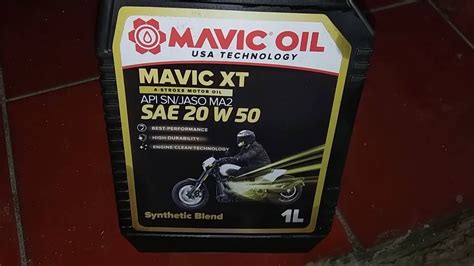 MAVIC OIL
USA TECHNOLOGY
MAVIC XT
4-STROKE MOTOR OIL
API SN/JASO MA2
SAE 20 W 50
BEST PERFORMANCE
HIGH DURABILITY
ENGINE CLEAN TECHNOLOGY
Synthetic Blend
1L